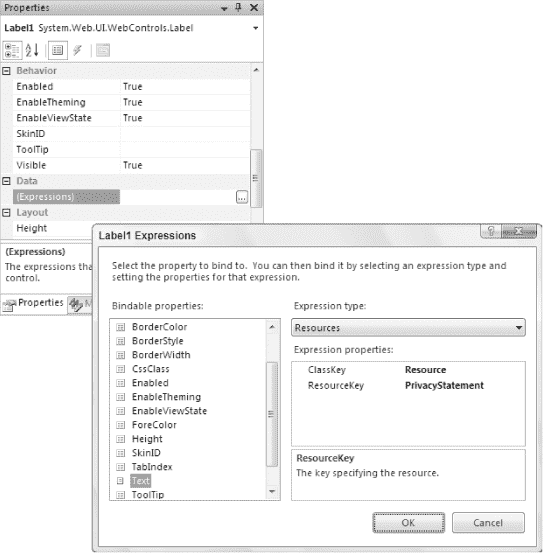 Properties
Label1 System.Web.UI.WebControls.Label
Behavior
Enabled True
EnableTheming True
EnableViewState True
SkinID
ToolTip
Visible True
Data
(Expressions) ...
Layout
Height
(Expressions)
The expressions tha
control.
Properties
Label1 Expressions
Select the property to bind to. You can then bind it by selecting an expression type and
setting the properties for that expression.
Bindable properties:
BorderColor
BorderStyle
BorderWidth
CssClass
Enabled
EnableTheming
EnableViewState
ForeColor
Height
SkinID
TabIndex
Text
ToolTip
Expression type:
Resources
Expression properties:
ClassKey Resource
ResourceKey PrivacyStatement
ResourceKey
The key specifying the resource.
OK Cancel